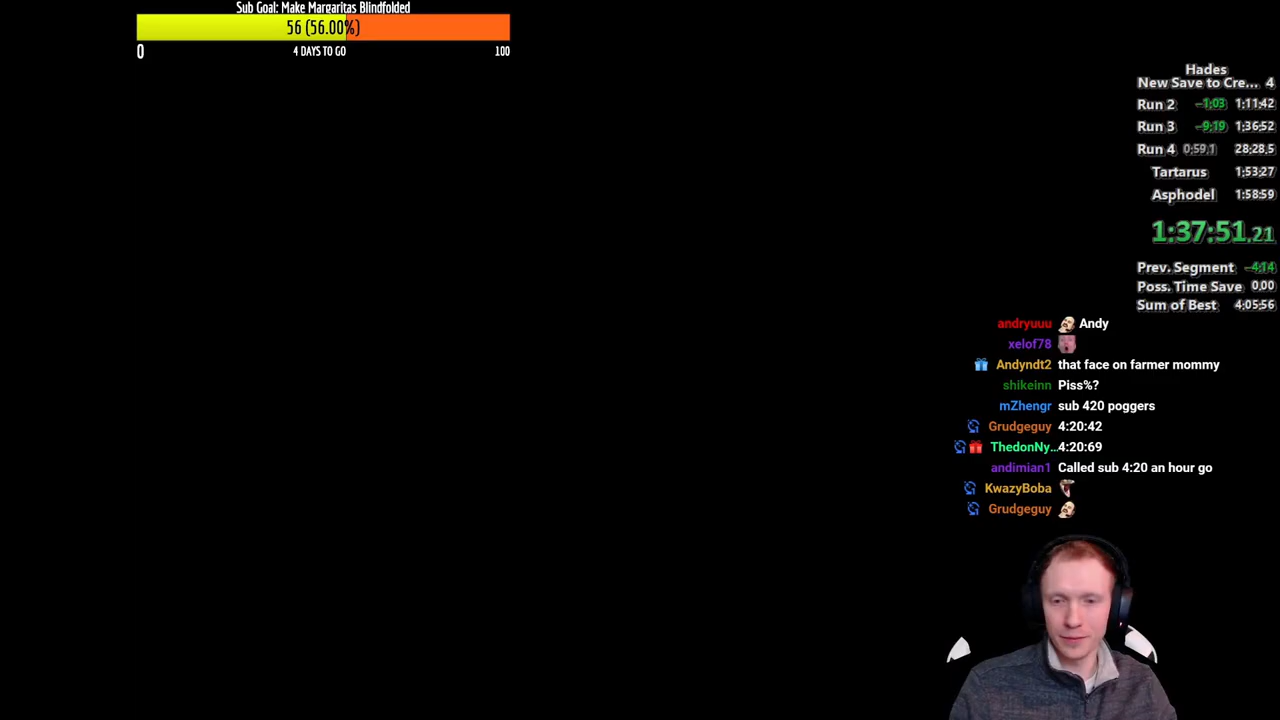 Sub Goal: Make Margaritas Blindfolded
56 (56.00%)
0 4 DAYS TO GO 100
Hades
New Save to Cre... 4
Run 2 -1:03 1:11:42
Run 3 -9:19 1:36:52
Run 4 0:59.1 28:28.5
Tartarus 1:53:27
Asphodel 1:58:59
1:37:51.21
Prev. Segment -4:14
Poss. Time Save 0.00
Sum of Best 4:05:56
andryuuu Andy
xelof78
Andyndt2 that face on farmer mommy
shikeinn Piss%?
mZhengr sub 420 poggers
Grudgeguy 4:20:42
ThedonNy... 4:20:69
andimian1 Called sub 4:20 an hour go
KwazyBoba
Grudgeguy